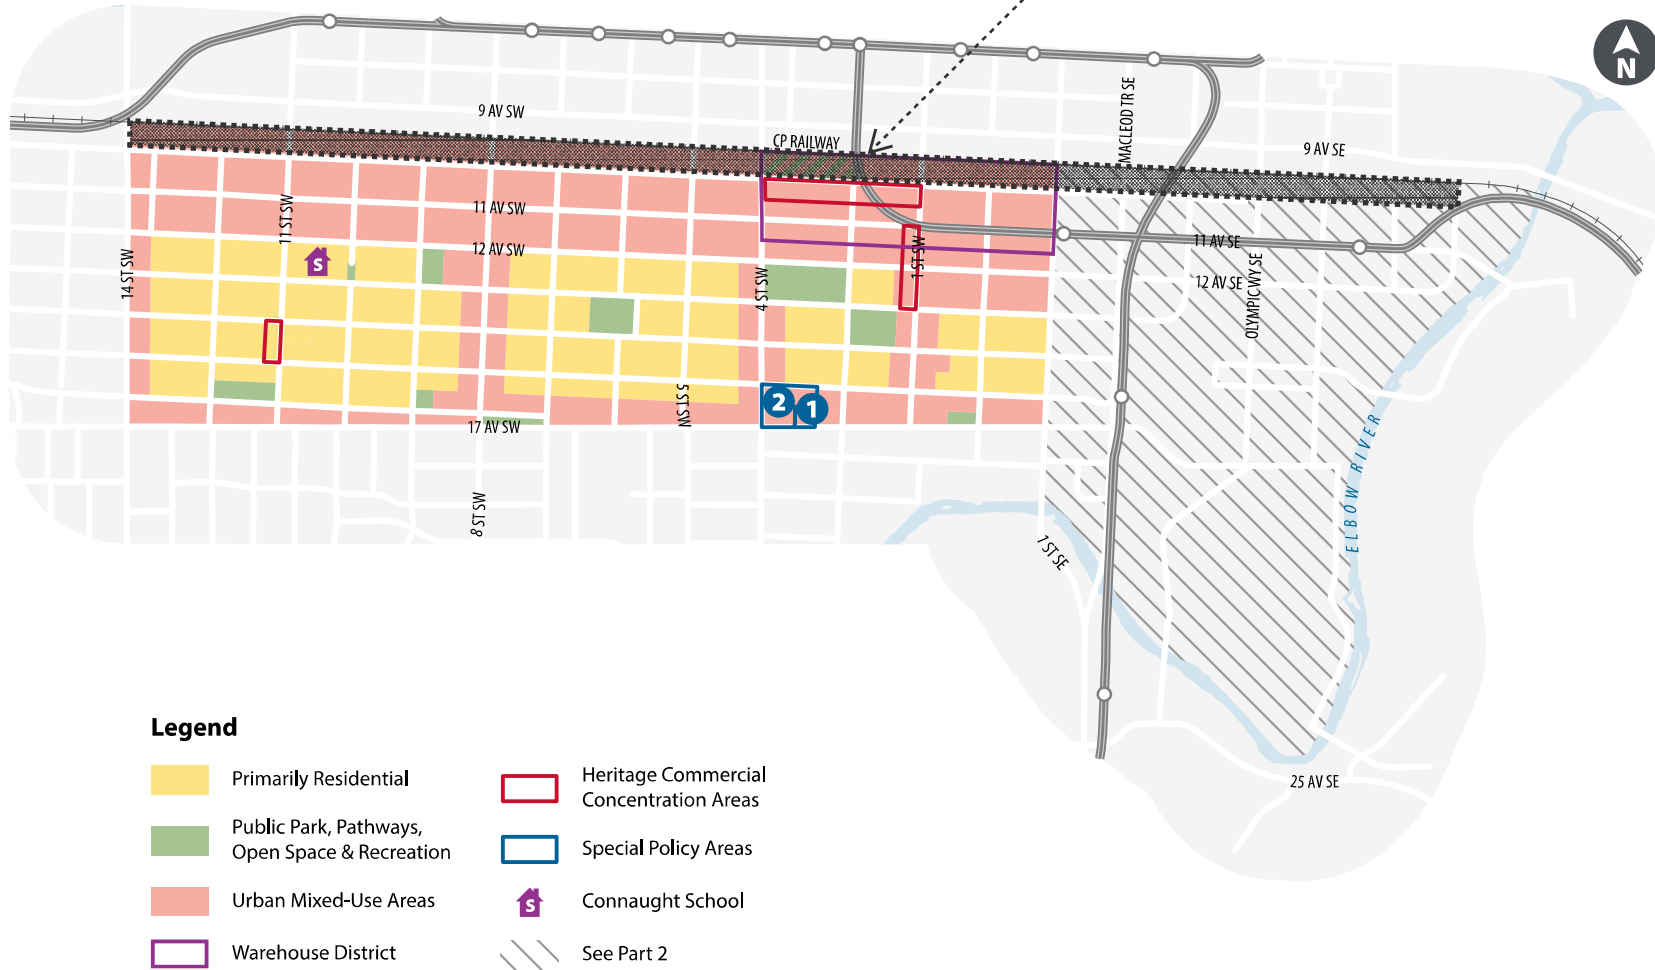 N
9 AV SW
CP RAILWAY
MACLEOD TR SE
9 AV SE
11 ST SW
11 AV SW
12 AV SW
14 ST SW
S
4 ST SW
1 ST SW
11 AV SE
12 AV SE
OLYMPIC WY SE
5 ST SW
2
1
17 AV SW
8 ST SW
7 ST SE
ELBOW RIVER
25 AV SE
Legend
Primarily Residential
Public Park, Pathways,
Open Space & Recreation
Urban Mixed-Use Areas
Warehouse District
Heritage Commercial
Concentration Areas
Special Policy Areas
S
Connaught School
See Part 2